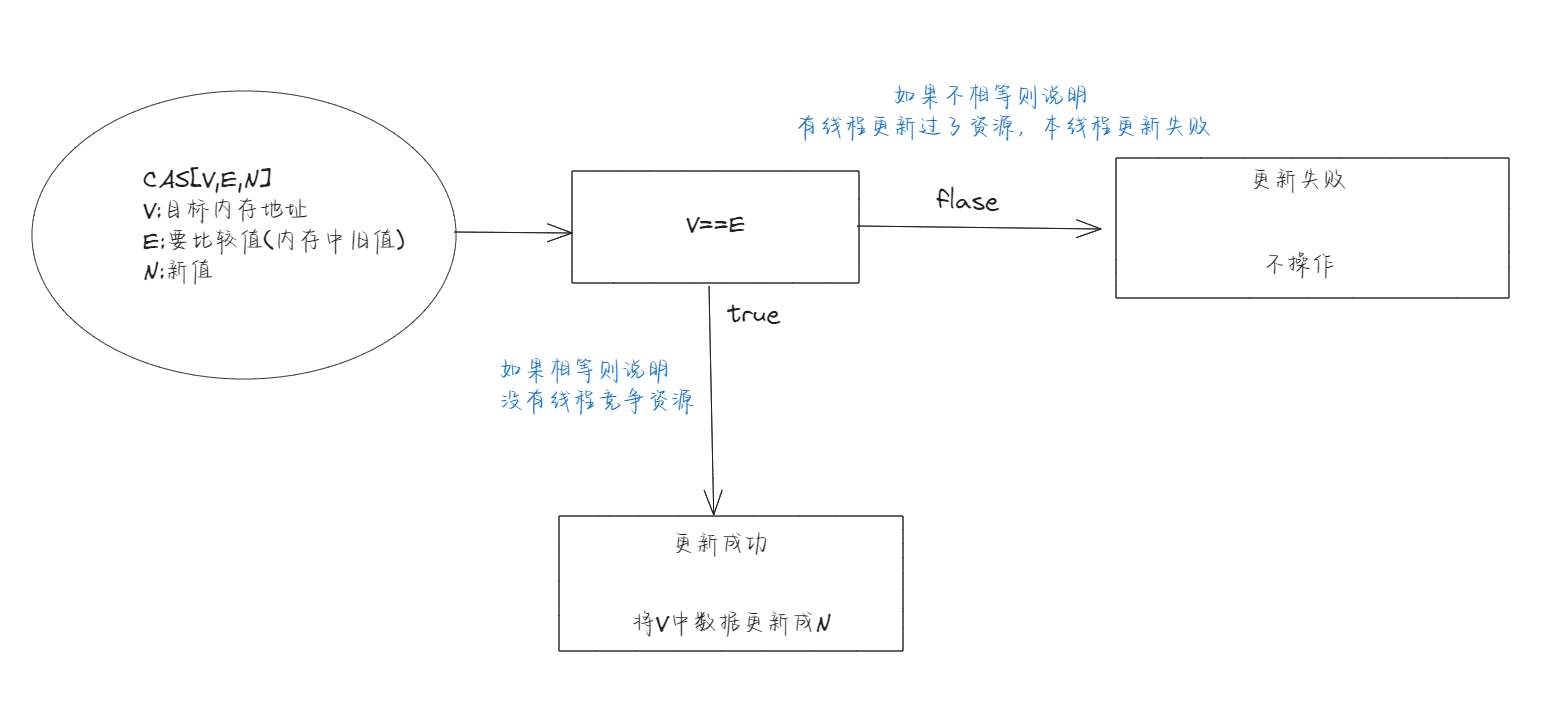 CAS[V,E,N]
V:目标内存地址
E:要比较值(内存中旧值)
N:新值
V==E
如果不相等则说明
有线程更新过了资源，本线程更新失败
flase
更新失败
不操作
true
如果相等则说明
没有线程竞争资源
更新成功
将V中数据更新成N